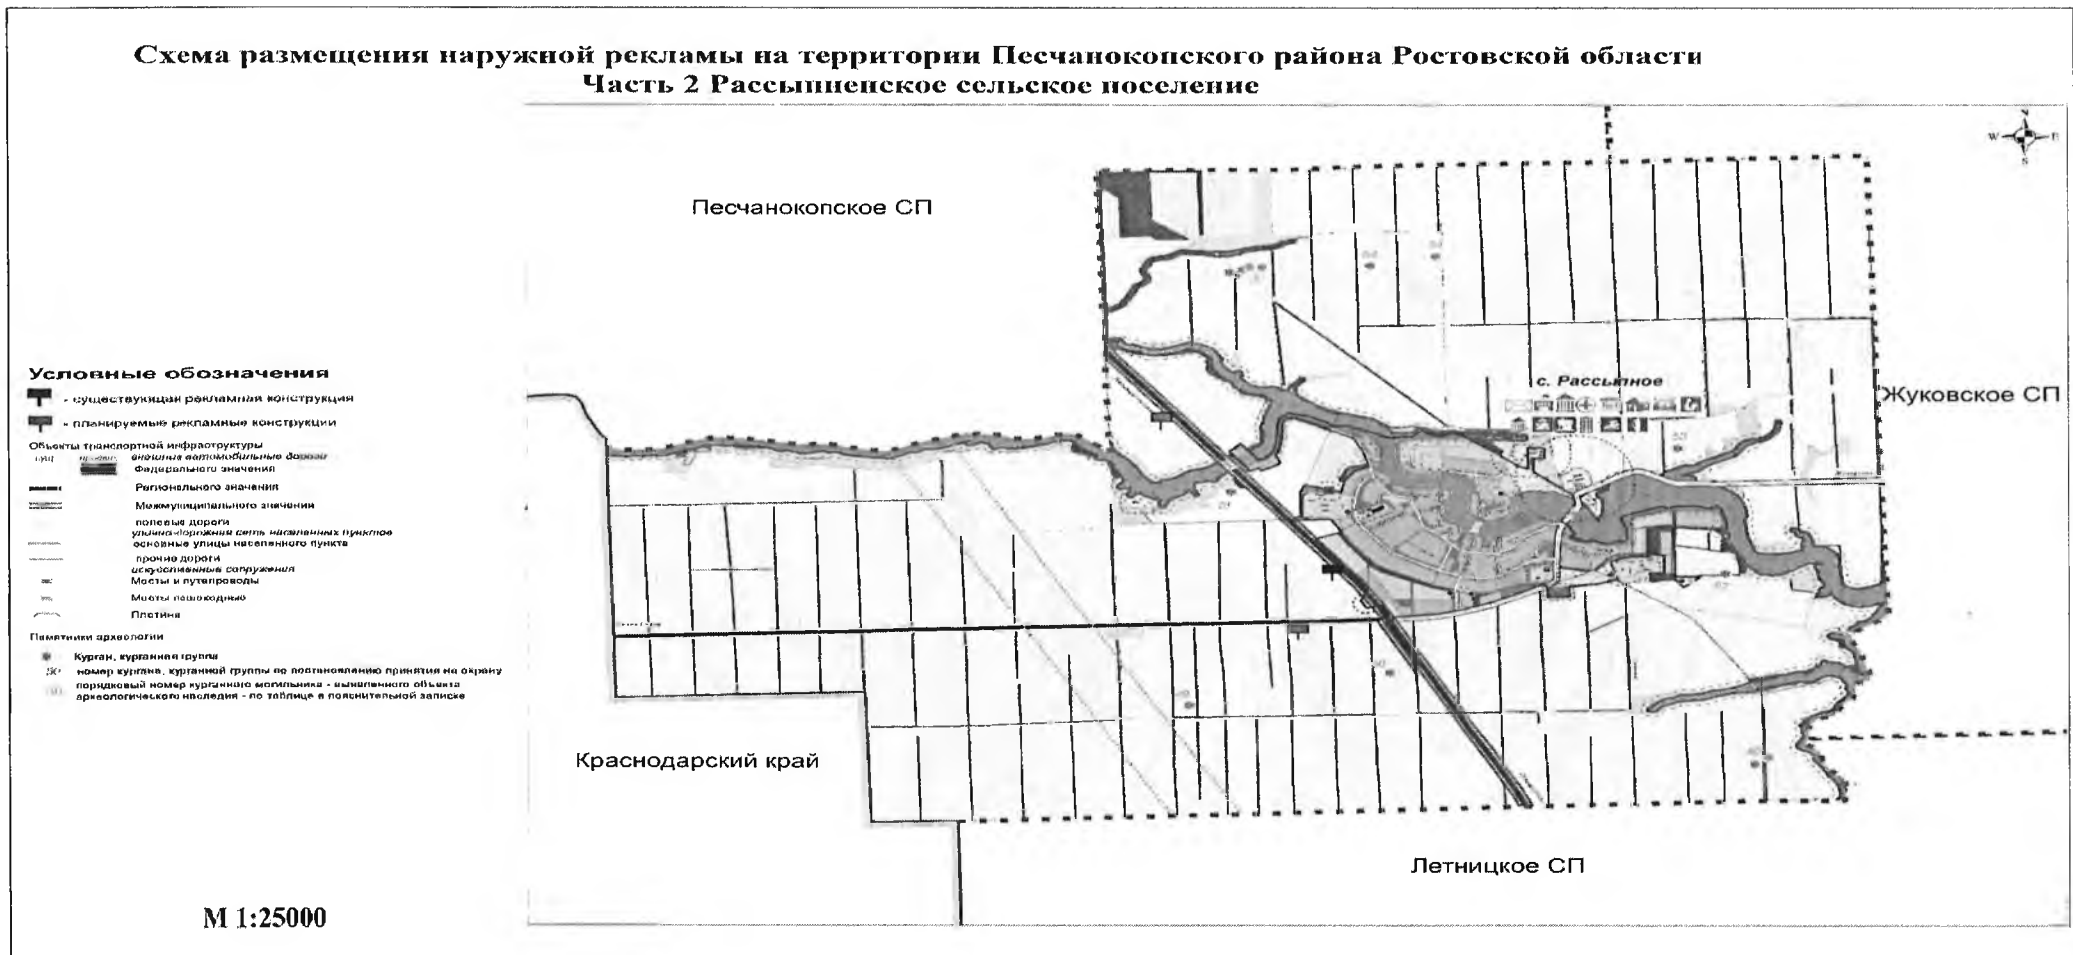 Схема размещения наружной рекламы на территории Песчанокопского района Ростовской области
Часть 2 Рассыпненское сельское поселение
N
W E
S
Песчанокопское СП
с. Рассыпное
Жуковское СП
Условные обозначения
- существующая рекламная конструкция
- планируемые рекламные конструкции
Объекты транспортной инфраструктуры
внешние автомобильные дороги
Федерального значения
Регионального значения
Межмуниципального значения
полевые дороги
улично-дорожная сеть населенных пунктов
основные улицы населенного пункта
прочие дороги
искусственные сооружения
Мосты и путепроводы
Мосты пешеходные
Плотина
Памятники археологии
Курган, курганная группа
номер кургана, курганной группы по постановлению принятия на охрану
порядковый номер курганного могильника - выявленного объекта
археологического наследия - по таблице в пояснительной записке
Краснодарский край
Летницкое СП
М 1:25000